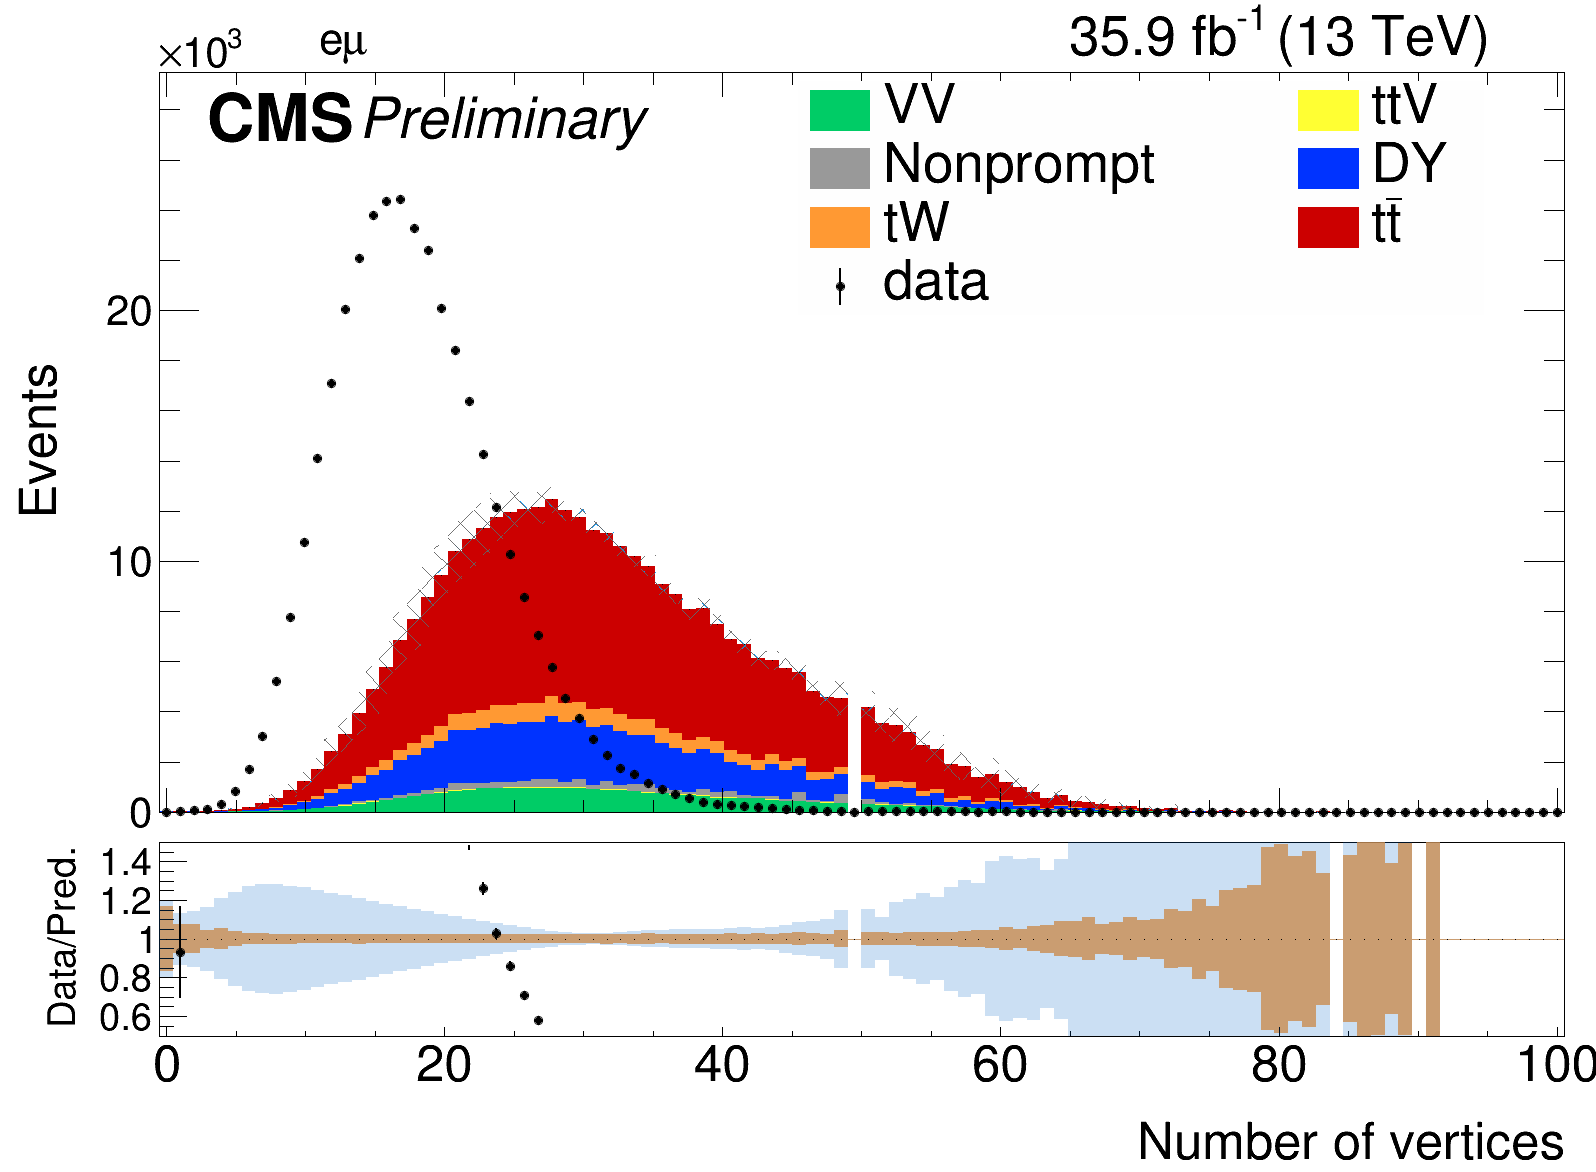 ×10³ eμ 35.9 fb⁻¹ (13 TeV)
CMS Preliminary
VV ttV
Nonprompt DY
tW tt̄
data
Events
20
10
0
Data/Pred.
1.4
1.2
1
0.8
0.6
0 20 40 60 80 100
Number of vertices